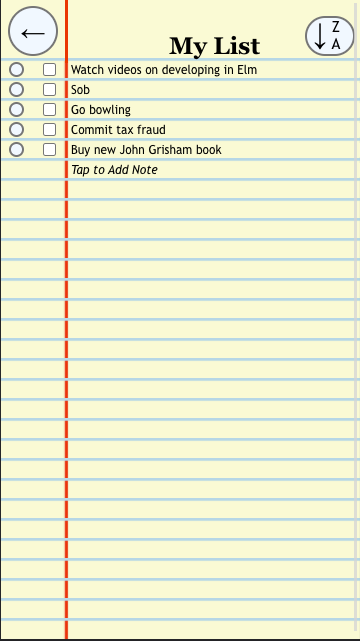 ←
My List
↓ Z
A
Watch videos on developing in Elm
Sob
Go bowling
Commit tax fraud
Buy new John Grisham book
Tap to Add Note